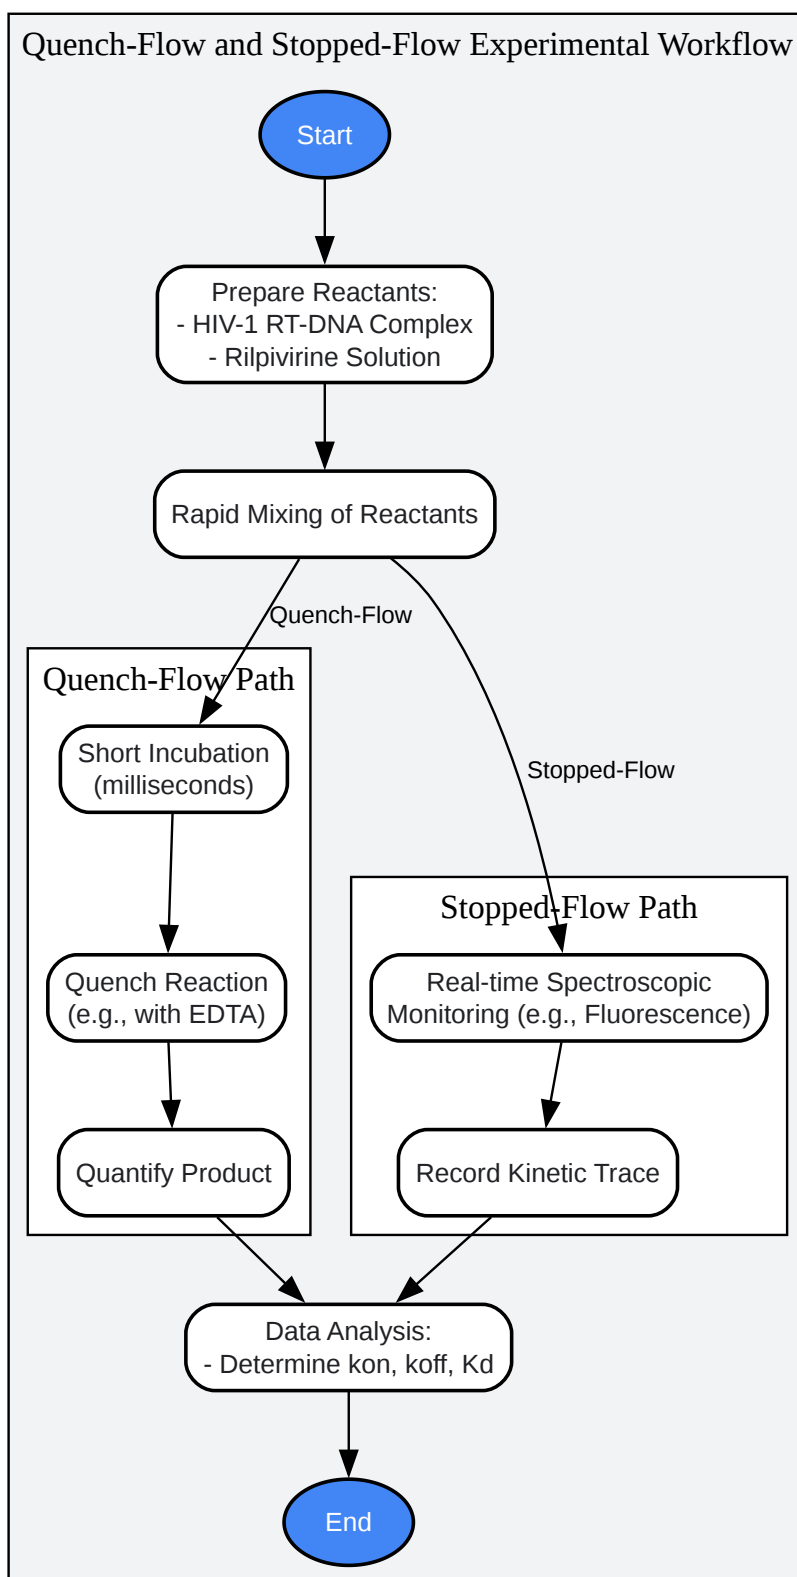 Quench-Flow and Stopped-Flow Experimental Workflow
Start
Prepare Reactants:
- HIV-1 RT-DNA Complex
- Rilpivirine Solution
Rapid Mixing of Reactants
Quench-Flow
Quench-Flow Path
Short Incubation
(milliseconds)
Quench Reaction
(e.g., with EDTA)
Quantify Product
Stopped-Flow
Stopped-Flow Path
Real-time Spectroscopic
Monitoring (e.g., Fluorescence)
Record Kinetic Trace
Data Analysis:
- Determine kon, koff, Kd
End